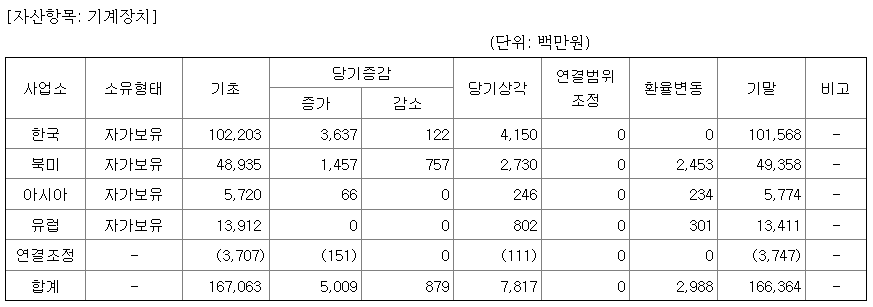 [자산항목: 기계장치]
(단위: 백만원)
사업소 소유형태 기초 당기증감 당기상각 연결범위 조정 환율변동 기말 비고
증가 감소
한국 자가보유 102,203 3,637 122 4,150 0 0 101,568 -
북미 자가보유 48,935 1,457 757 2,730 0 2,453 49,358 -
아시아 자가보유 5,720 66 0 246 0 234 5,774 -
유럽 자가보유 13,912 0 0 802 0 301 13,411 -
연결조정 - (3,707) (151) 0 (111) 0 0 (3,747) -
합계 - 167,063 5,009 879 7,817 0 2,988 166,364 -